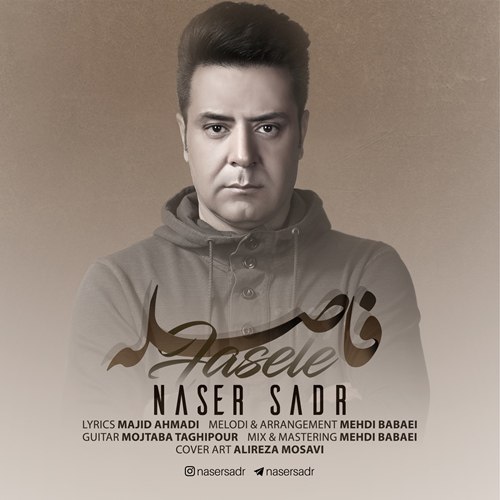 فاصله
Fasele
NASER SADR
LYRICS MAJID AHMADI MELODI & ARRANGEMENT MEHDI BABAEI
GUITAR MOJTABA TAGHIPOUR MIX & MASTERING MEHDI BABAEI
COVER ART ALIREZA MOSAVI
nasersadr nasersadr